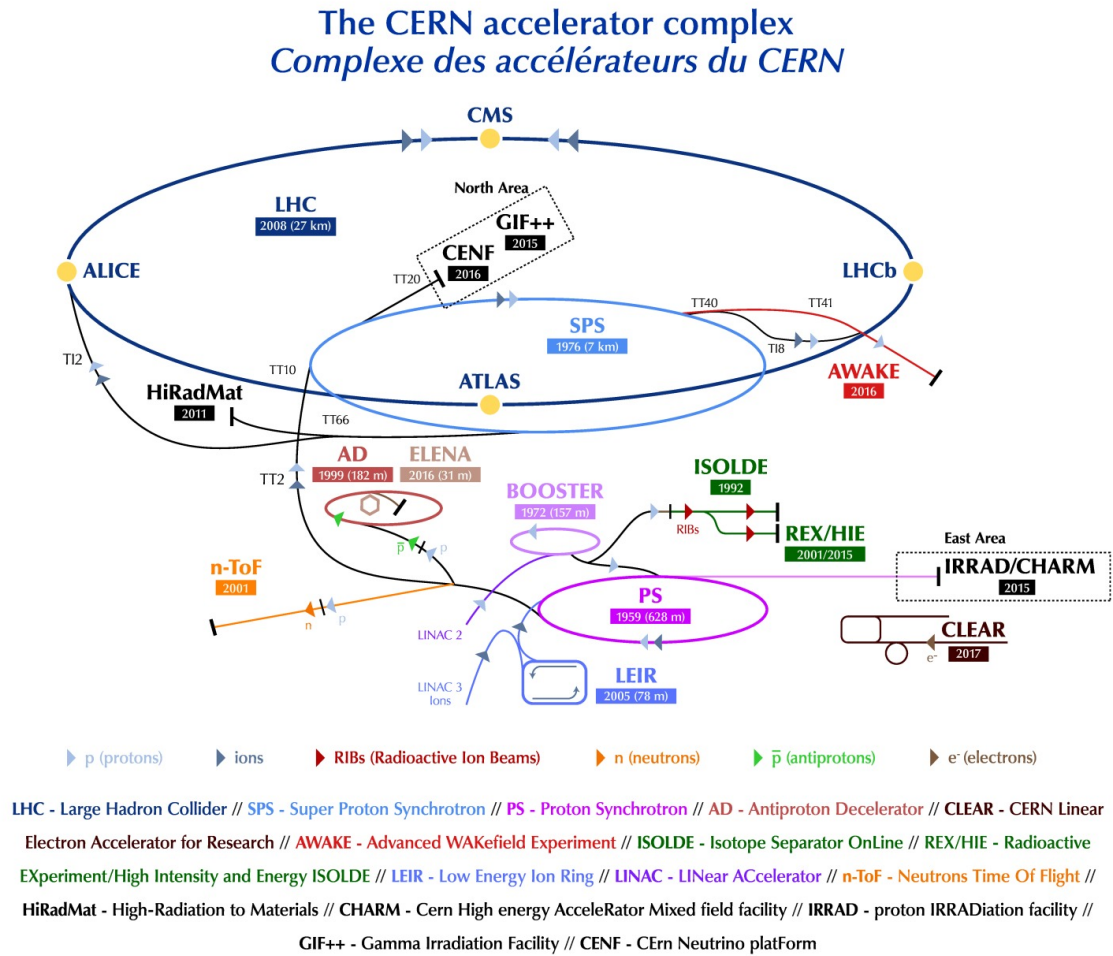 The CERN accelerator complex
Complexe des accélérateurs du CERN
CMS
North Area
LHC
2008 (27 km)
GIF++
2015
CENF
2016
ALICE
LHCb
TT20
TT40
TT41
SPS
1976 (7 km)
TI2
TI8
TT10
ATLAS
AWAKE
2016
HiRadMat
2011
TT66
AD
1999 (182 m)
ELENA
2016 (31 m)
TT2
ISOLDE
1992
BOOSTER
1972 (157 m)
RIBs
REX/HIE
2001/2015
East Area
p̅
p
IRRAD/CHARM
2015
n-ToF
2001
PS
1959 (628 m)
n
p
LINAC 2
CLEAR
2017
e-
LEIR
2005 (78 m)
LINAC 3
Ions
p (protons)
ions
RIBs (Radioactive Ion Beams)
n (neutrons)
p̅ (antiprotons)
e- (electrons)
LHC - Large Hadron Collider // SPS - Super Proton Synchrotron // PS - Proton Synchrotron // AD - Antiproton Decelerator // CLEAR - CERN Linear
Electron Accelerator for Research // AWAKE - Advanced WAKefield Experiment // ISOLDE - Isotope Separator OnLine // REX/HIE - Radioactive
EXperiment/High Intensity and Energy ISOLDE // LEIR - Low Energy Ion Ring // LINAC - LINear ACcelerator // n-ToF - Neutrons Time Of Flight //
HiRadMat - High-Radiation to Materials // CHARM - Cern High energy AcceleRator Mixed field facility // IRRAD - proton IRRADiation facility //
GIF++ - Gamma Irradiation Facility // CENF - CErn Neutrino platForm